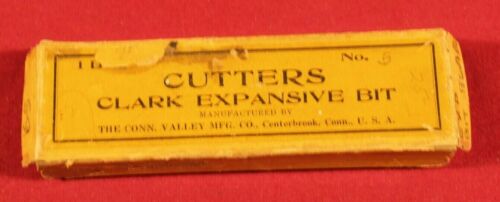 No. 5
CUTTERS
CLARK EXPANSIVE BIT
MANUFACTURED BY
THE CONN. VALLEY MFG. CO., Centerbrook, Conn., U. S. A.